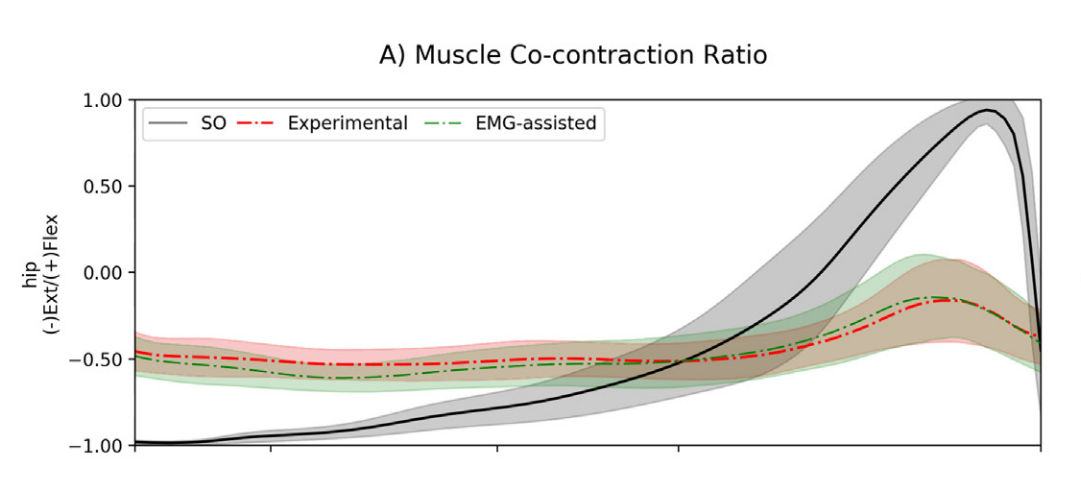 A) Muscle Co-contraction Ratio
1.00
SO Experimental EMG-assisted
0.50
hip
(-)Ext/(+)Flex
0.00
−0.50
−1.00